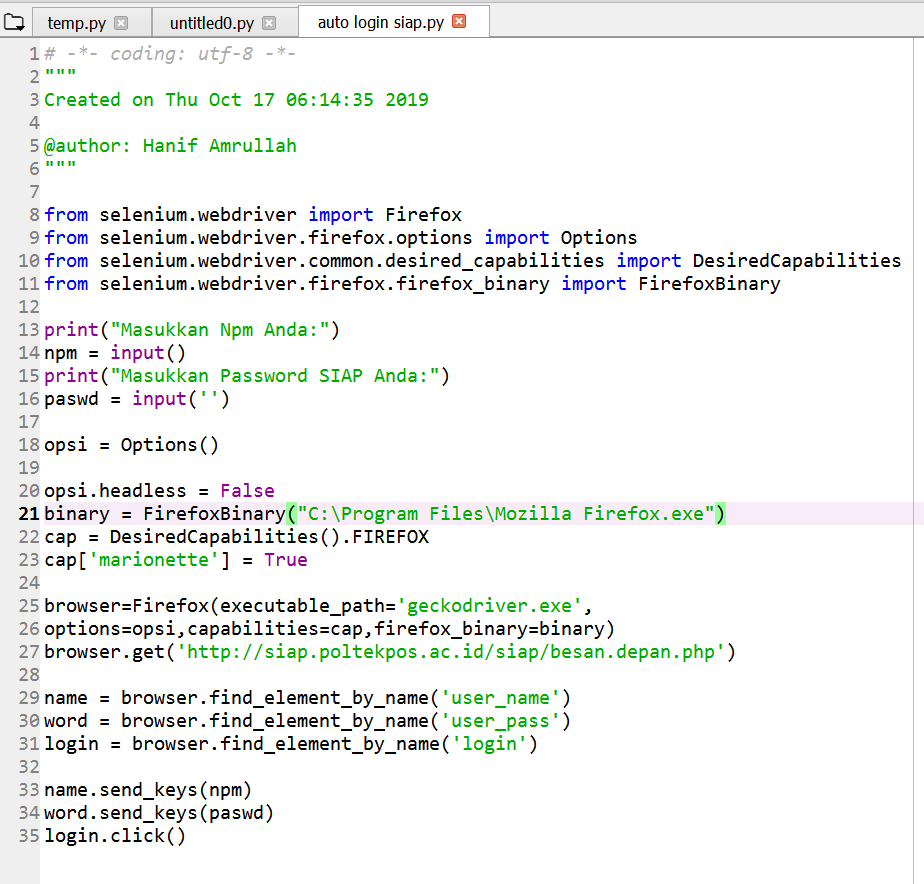 temp.py
untitled0.py
auto login siap.py
1 # -*- coding: utf-8 -*-
2 """
3 Created on Thu Oct 17 06:14:35 2019
4
5 @author: Hanif Amrullah
6 """
7
8 from selenium.webdriver import Firefox
9 from selenium.webdriver.firefox.options import Options
10 from selenium.webdriver.common.desired_capabilities import DesiredCapabilities
11 from selenium.webdriver.firefox.firefox_binary import FirefoxBinary
12
13 print("Masukkan Npm Anda:")
14 npm = input()
15 print("Masukkan Password SIAP Anda:")
16 paswd = input('')
17
18 opsi = Options()
19
20 opsi.headless = False
21 binary = FirefoxBinary("C:\Program Files\Mozilla Firefox.exe")
22 cap = DesiredCapabilities().FIREFOX
23 cap['marionette'] = True
24
25 browser=Firefox(executable_path='geckodriver.exe',
26 options=opsi,capabilities=cap,firefox_binary=binary)
27 browser.get('http://siap.poltekpos.ac.id/siap/besan.depan.php')
28
29 name = browser.find_element_by_name('user_name')
30 word = browser.find_element_by_name('user_pass')
31 login = browser.find_element_by_name('login')
32
33 name.send_keys(npm)
34 word.send_keys(paswd)
35 login.click()